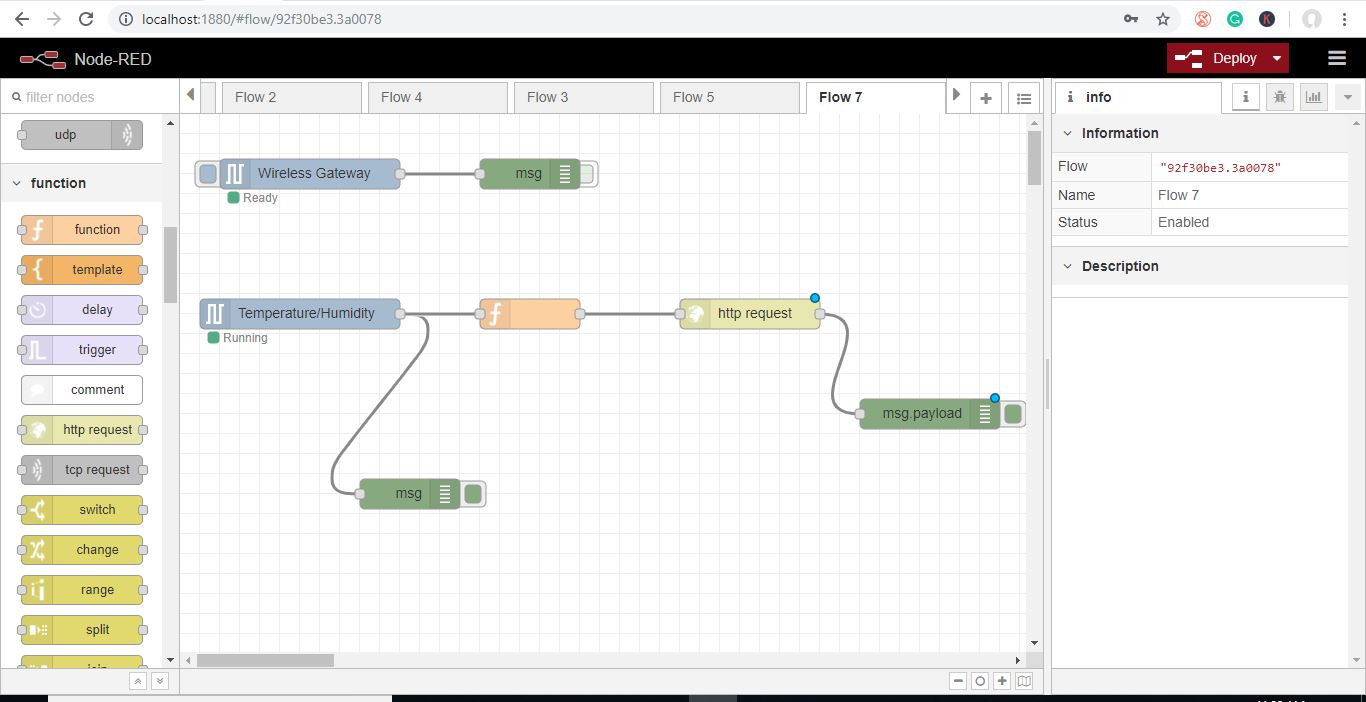 localhost:1880/#flow/92f30be3.3a0078
K
Node-RED
Deploy
filter nodes
Flow 2
Flow 4
Flow 3
Flow 5
Flow 7
i info
i
udp
function
function
template
delay
trigger
comment
http request
tcp request
switch
change
range
split
join
Wireless Gateway
Ready
msg
Temperature/Humidity
Running
f
http request
msg.payload
msg
Information
Flow "92f30be3.3a0078"
Name Flow 7
Status Enabled
Description